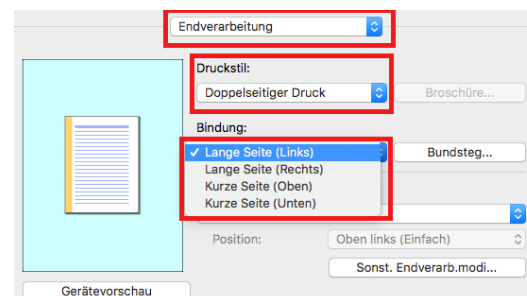 Endverarbeitung
Druckstil:
Doppelseitiger Druck
Broschüre...
Bindung:
✓ Lange Seite (Links)
Lange Seite (Rechts)
Kurze Seite (Oben)
Kurze Seite (Unten)
Bundsteg...
Position:
Oben links (Einfach)
Sonst. Endverarb.modi...
Gerätevorschau